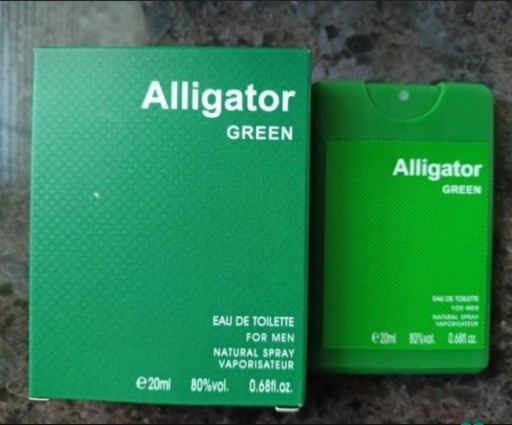 Alligator
GREEN
EAU DE TOILETTE
FOR MEN
NATURAL SPRAY
VAPORISATEUR
℮20ml 80%vol. 0.68fl.oz.
Alligator
GREEN
EAU DE TOILETTE
FOR MEN
NATURAL SPRAY
VAPORISATEUR
℮20ml 80%vol. 0.68fl.oz.